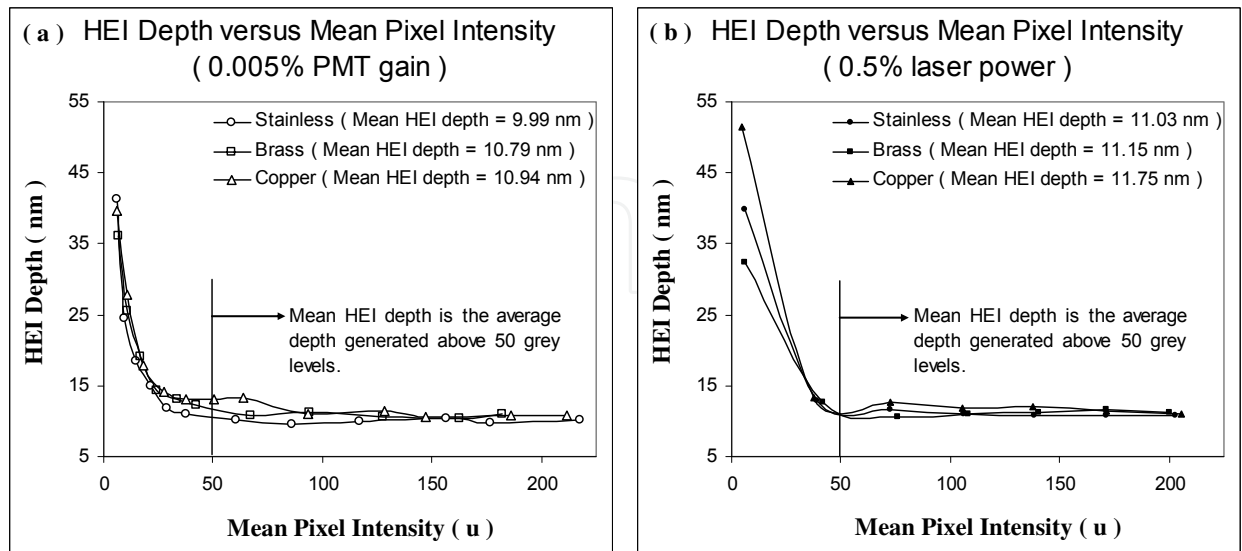 ( a ) HEI Depth versus Mean Pixel Intensity
( 0.005% PMT gain )
55
45
35
25
15
5
HEI Depth ( nm )
Stainless ( Mean HEI depth = 9.99 nm )
Brass ( Mean HEI depth = 10.79 nm )
Copper ( Mean HEI depth = 10.94 nm )
Mean HEI depth is the average
depth generated above 50 grey
levels.
0 50 100 150 200
Mean Pixel Intensity ( u )
( b ) HEI Depth versus Mean Pixel Intensity
( 0.5% laser power )
55
45
35
25
15
5
HEI Depth ( nm )
Stainless ( Mean HEI depth = 11.03 nm )
Brass ( Mean HEI depth = 11.15 nm )
Copper ( Mean HEI depth = 11.75 nm )
Mean HEI depth is the average
depth generated above 50 grey
levels.
0 50 100 150 200
Mean Pixel Intensity ( u )